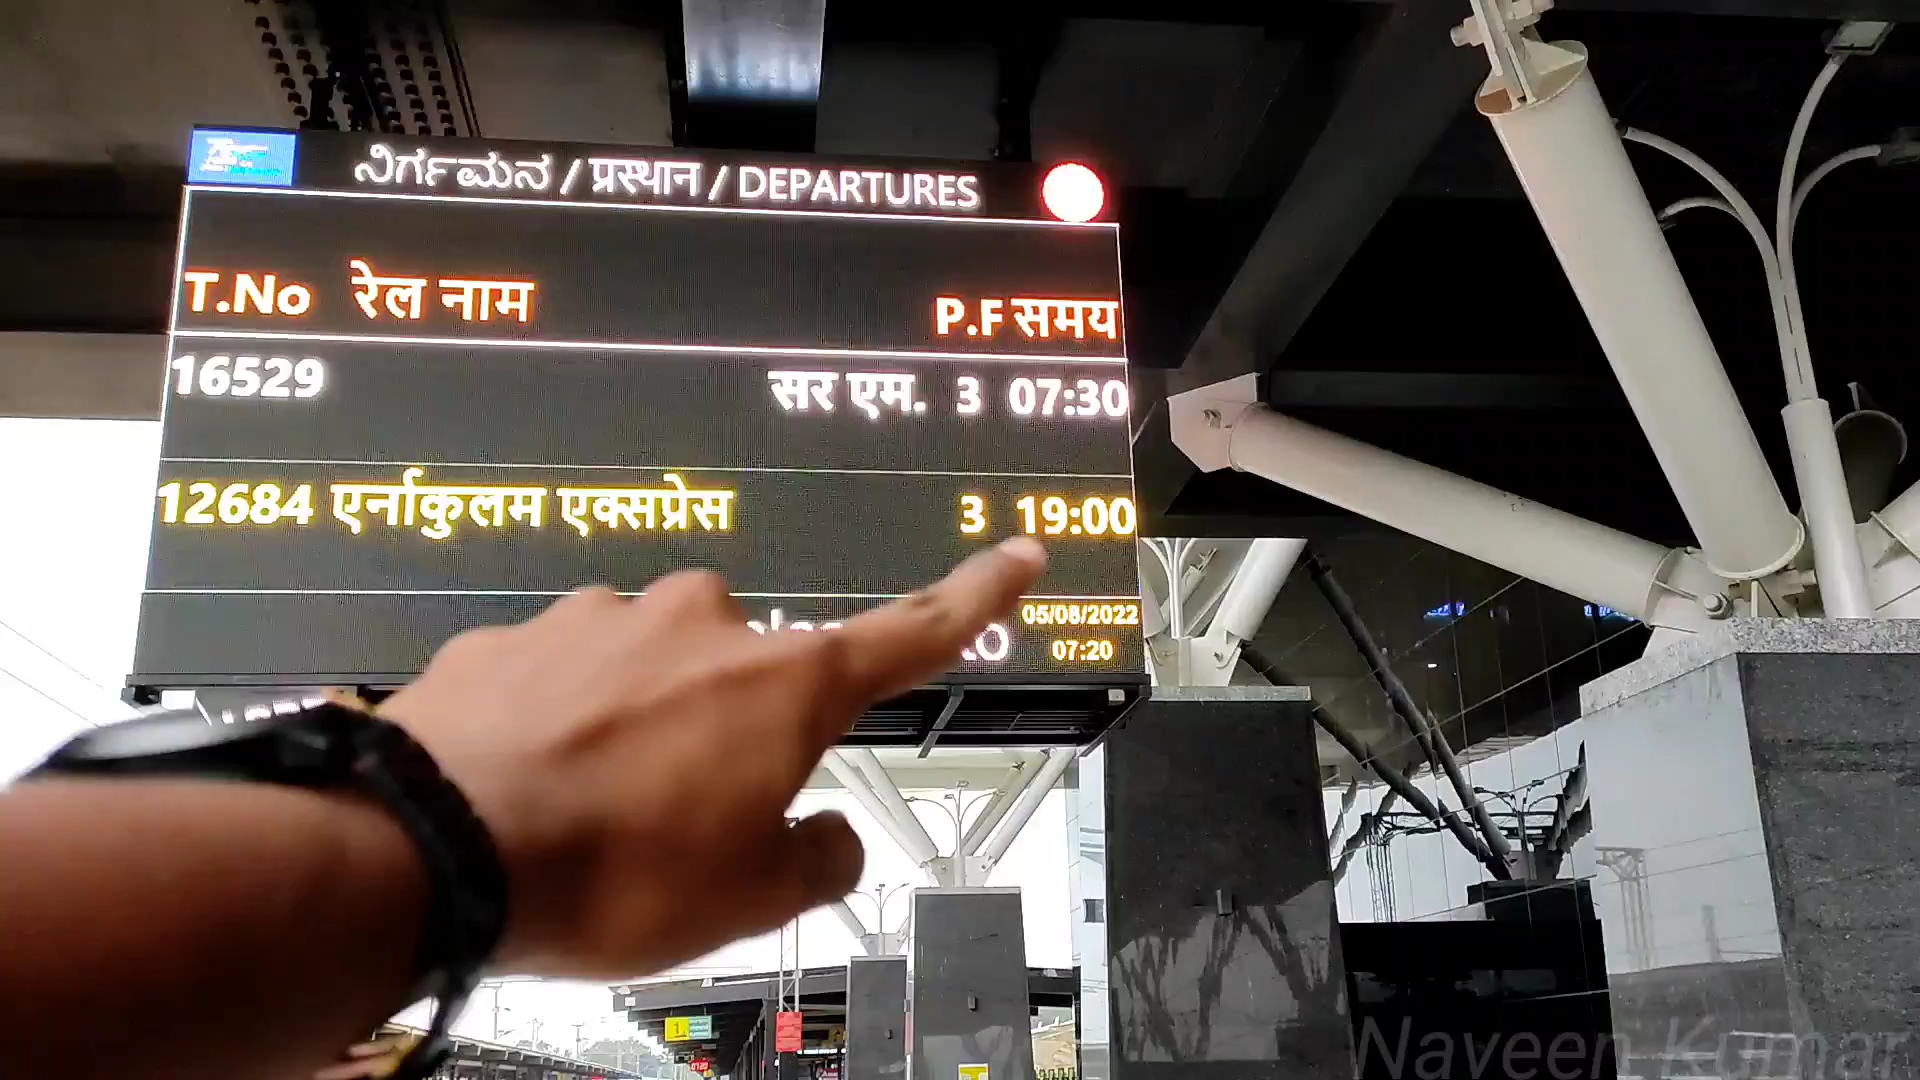 ನಿರ್ಗಮನ / प्रस्थान / DEPARTURES
T.No रेल नाम P.F समय
16529 सर एम. 3 07:30
12684 एर्नाकुलम एक्सप्रेस 3 19:00
05/08/2022
07:20
1
Naveen Kumar